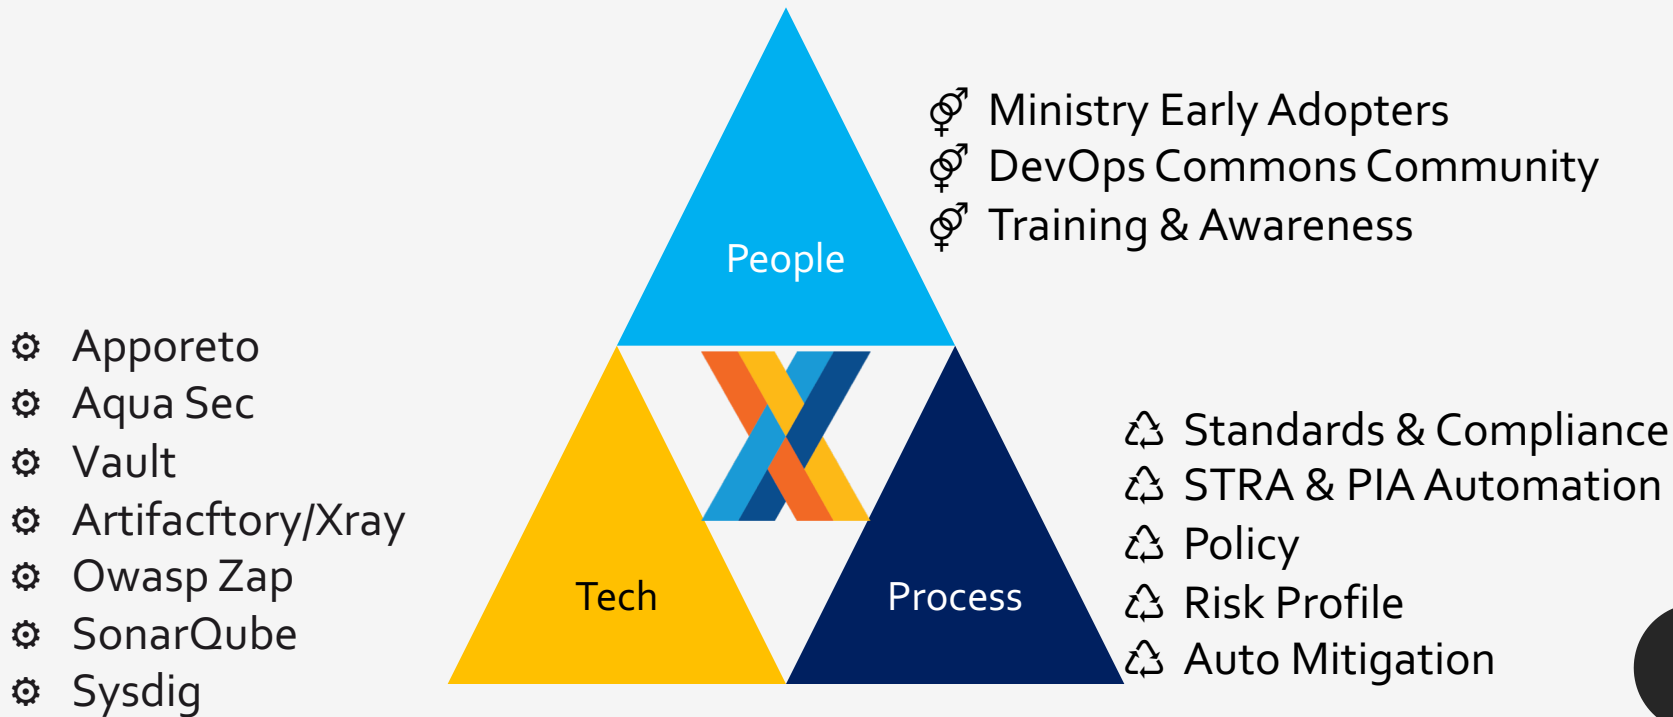 People
Ministry Early Adopters
DevOps Commons Community
Training & Awareness
Apporeto
Aqua Sec
Vault
Artifacftory/Xray
Owasp Zap
SonarQube
Sysdig
Tech
Process
Standards & Compliance
STRA & PIA Automation
Policy
Risk Profile
Auto Mitigation